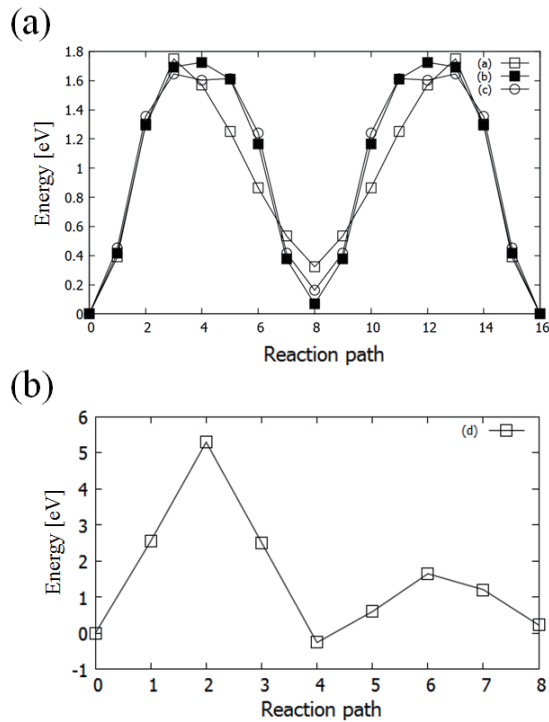 (a)
1.8
1.6
1.4
1.2
1
0.8
0.6
0.4
0.2
0
Energy [eV]
(a)
(b)
(c)
0 2 4 6 8 10 12 14 16
Reaction path
(b)
6
5
4
3
2
1
0
-1
Energy [eV]
(d)
0 1 2 3 4 5 6 7 8
Reaction path